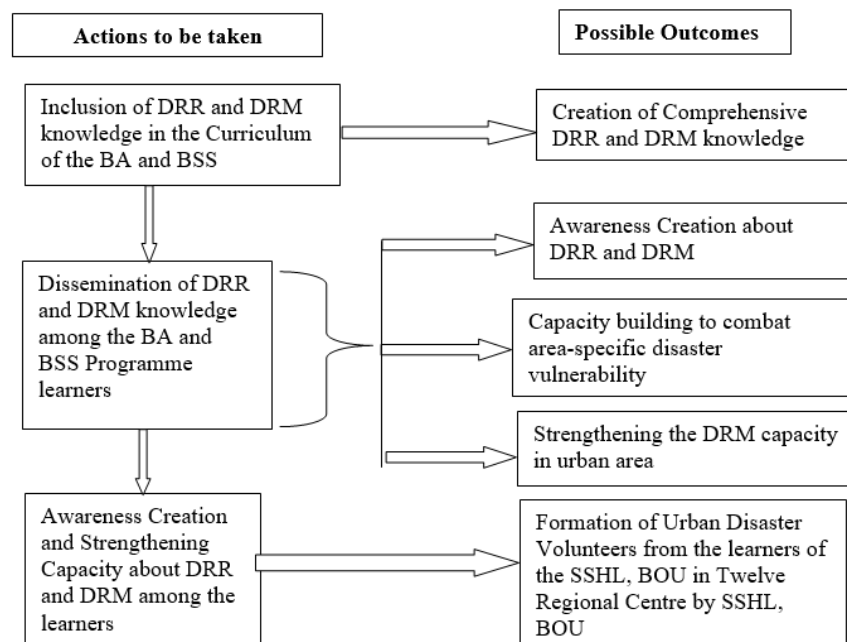 Actions to be taken
Possible Outcomes
Inclusion of DRR and DRM
knowledge in the Curriculum
of the BA and BSS
Creation of Comprehensive
DRR and DRM knowledge
Dissemination of DRR
and DRM knowledge
among the BA and
BSS Programme
learners
Awareness Creation about
DRR and DRM
Capacity building to combat
area-specific disaster
vulnerability
Strengthening the DRM capacity
in urban area
Awareness Creation
and Strengthening
Capacity about DRR
and DRM among the
learners
Formation of Urban Disaster
Volunteers from the learners of
the SSHL, BOU in Twelve
Regional Centre by SSHL,
BOU